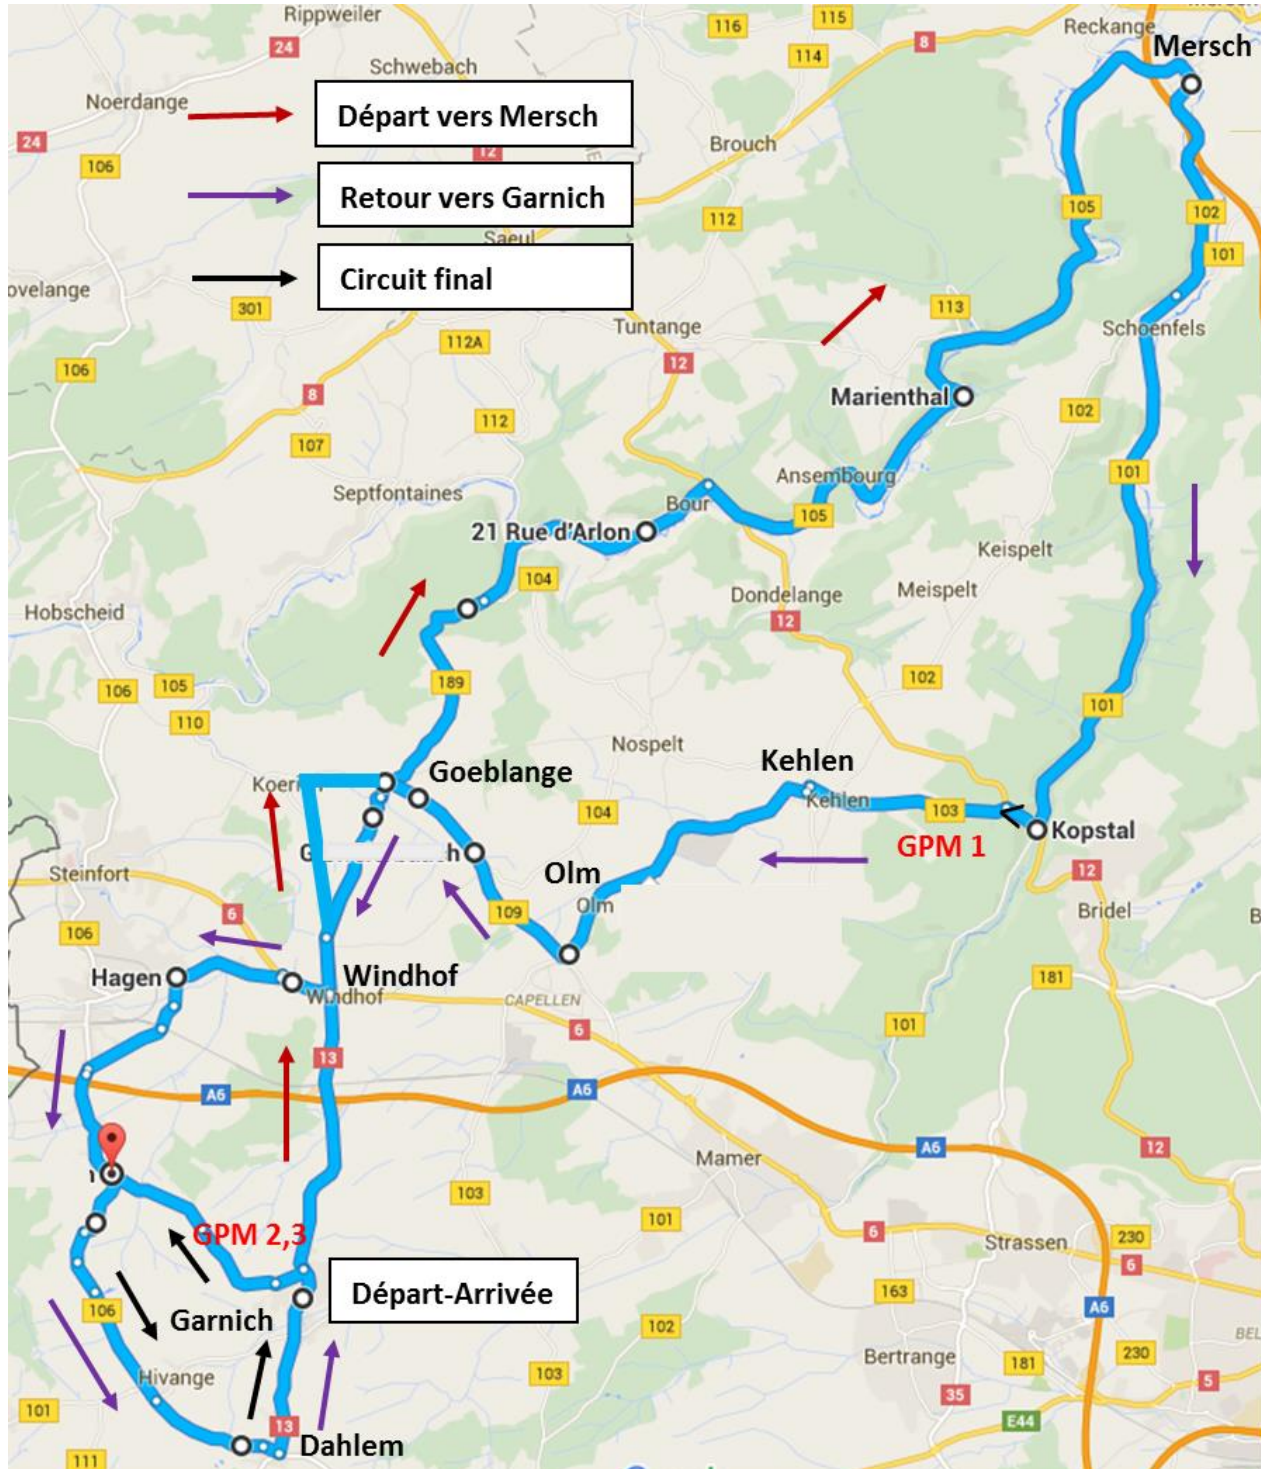 Rippweiler
116
115
Reckange
Mersch
24
8
114
Schwebach
Noerdange
Départ vers Mersch
24
Brouch
12
106
Retour vers Garnich
105
112
102
Saeul
101
Circuit final
ovelange
301
113
Tuntange
Schoenfels
112A
12
106
8
Marienthal
102
112
107
Ansembourg
101
Septfontaines
Bour
105
21 Rue d'Arlon
Keispelt
104
Meispelt
Dondelange
Hobscheid
12
102
189
105
106
101
110
Nospelt
Kehlen
Goeblange
Koeri
Kehlen
104
103
Kopstal
GPM 1
Steinfort
Olm
12
Olm
109
6
Bridel
106
B
Hagen
Windhof
181
Windhof
CAPELLEN
101
6
13
A6
A6
A6
12
Mamer
103
101
GPM 2,3
6
230
Strassen
6
Départ-Arrivée
163
A6
106
Garnich
102
BEL
230
Bertrange
181
Hivange
103
5
35
101
E44
13
Dahlem
111